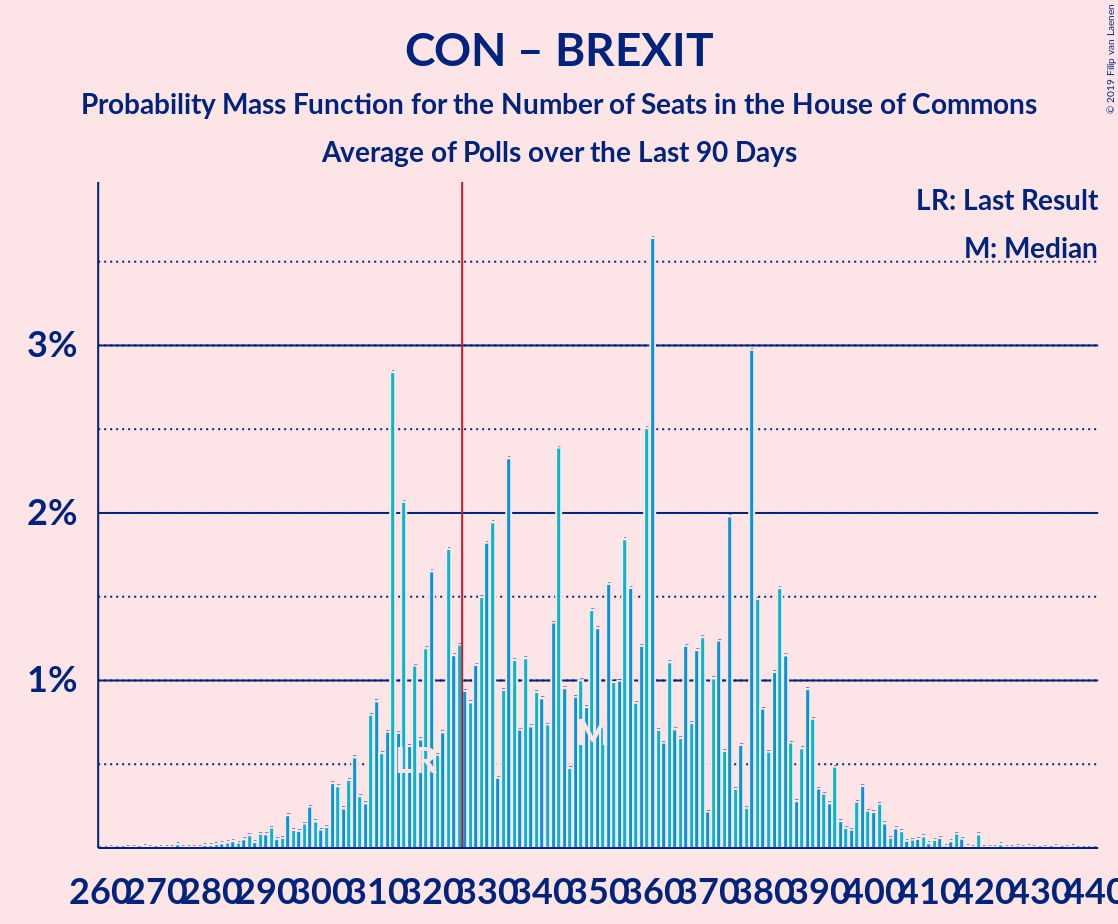 CON – BREXIT
Probability Mass Function for the Number of Seats in the House of Commons
Average of Polls over the Last 90 Days
© 2019 Filip van Laenen
LR: Last Result
M: Median
3%
2%
1%
LR
M
260 270 280 290 300 310 320 330 340 350 360 370 380 390 400 410 420 430 440